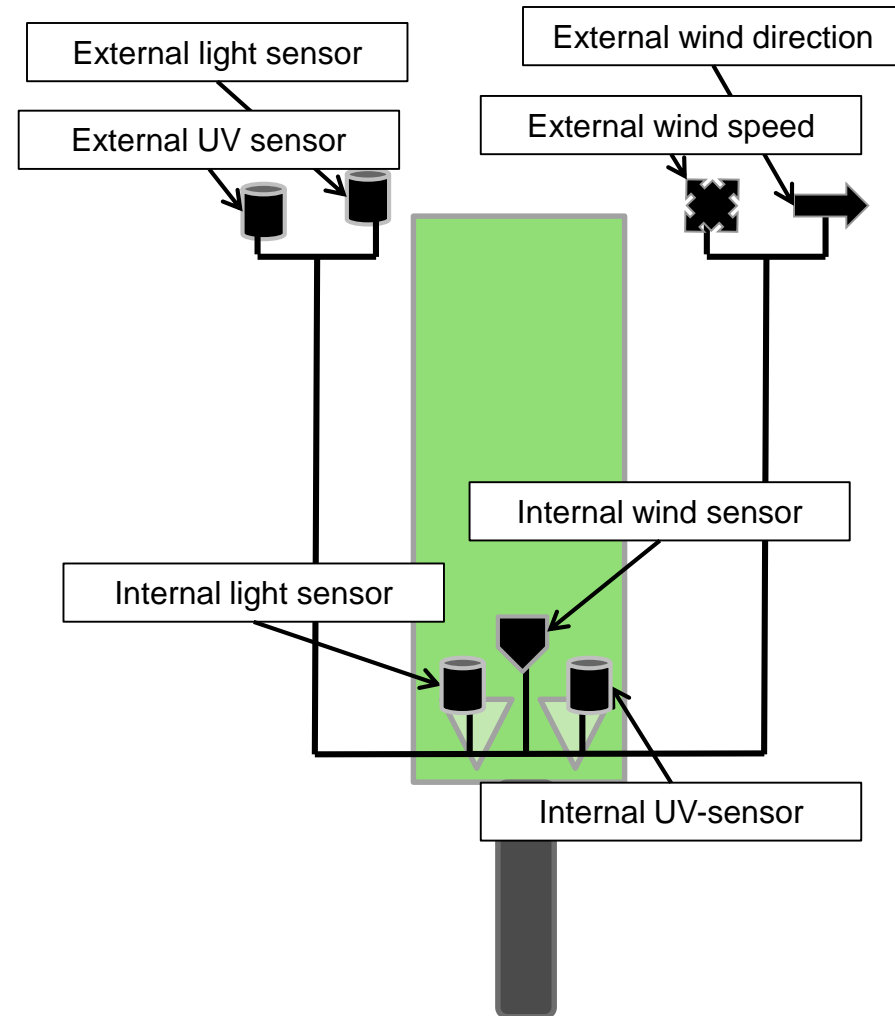 External light sensor
External UV sensor
External wind direction
External wind speed
Internal wind sensor
Internal light sensor
Internal UV-sensor